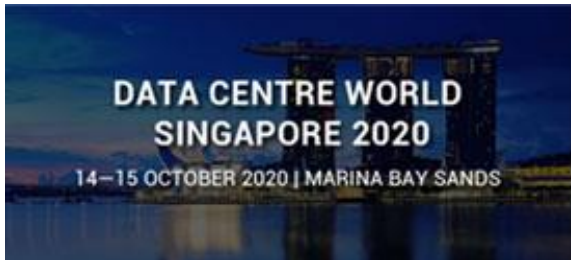 DATA CENTRE WORLD
SINGAPORE 2020
14—15 OCTOBER 2020 | MARINA BAY SANDS